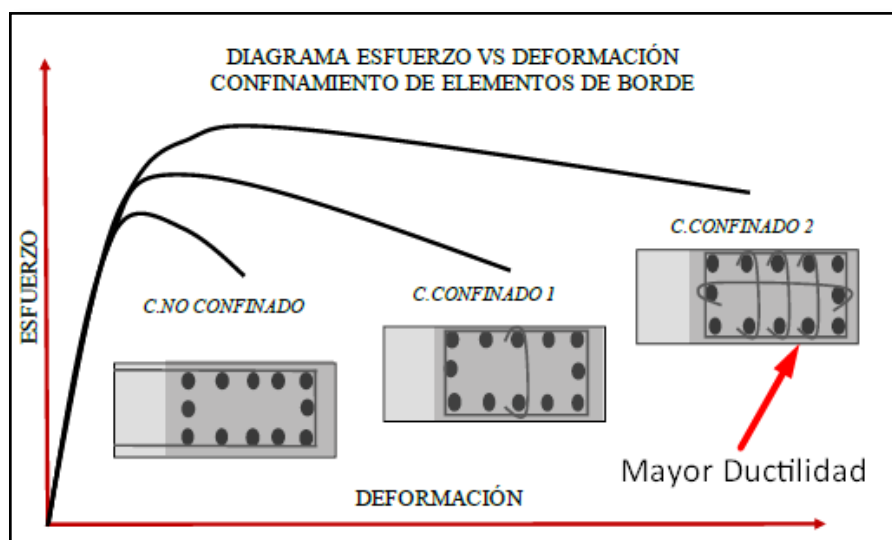 DIAGRAMA ESFUERZO VS DEFORMACIÓN
CONFINAMIENTO DE ELEMENTOS DE BORDE
ESFUERZO
C.CONFINADO 2
C.NO CONFINADO
C.CONFINADO 1
Mayor Ductilidad
DEFORMACIÓN